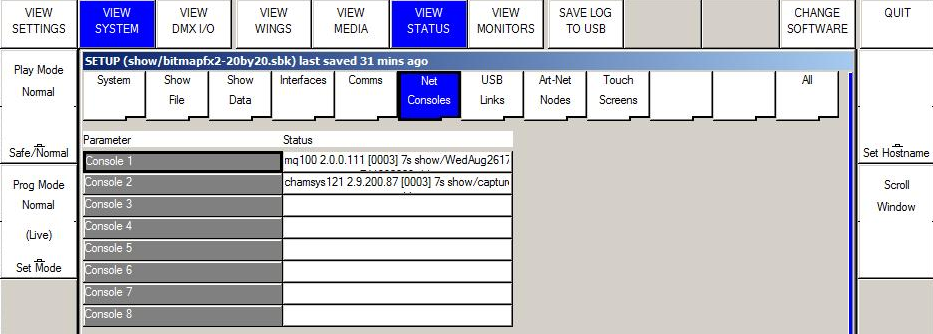 VIEW SETTINGS
VIEW SYSTEM
VIEW DMX I/O
VIEW WINGS
VIEW MEDIA
VIEW STATUS
VIEW MONITORS
SAVE LOG TO USB
CHANGE SOFTWARE
QUIT
Play Mode
Normal
Safe/Normal
Prog Mode
Normal
(Live)
Set Mode
SETUP (show/bitmapfx2-20by20.sbk) last saved 31 mins ago
System
Show File
Show Data
Interfaces
Comms
Net Consoles
USB Links
Art-Net Nodes
Touch Screens
All
Parameter Status
Console 1 mq100 2.0.0.111 [0003] 7s show/WedAug2617
Console 2 chamsys121 2.9.200.87 [0003] 7s show/captur
Console 3
Console 4
Console 5
Console 6
Console 7
Console 8
Set Hostname
Scroll
Window